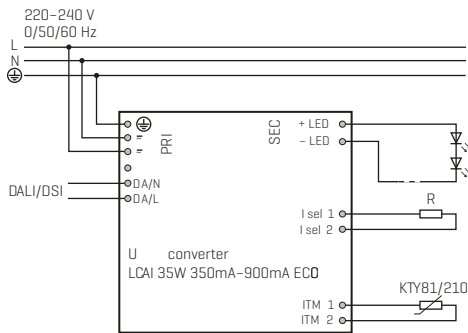 220–240 V
0/50/60 Hz
L
N
PRI
SEC
+ LED
– LED
DALI/DSI
DA/N
DA/L
I sel 1
I sel 2
R
U converter
LCAI 35W 350mA–900mA ECO
KTY81/210
ITM 1
ITM 2